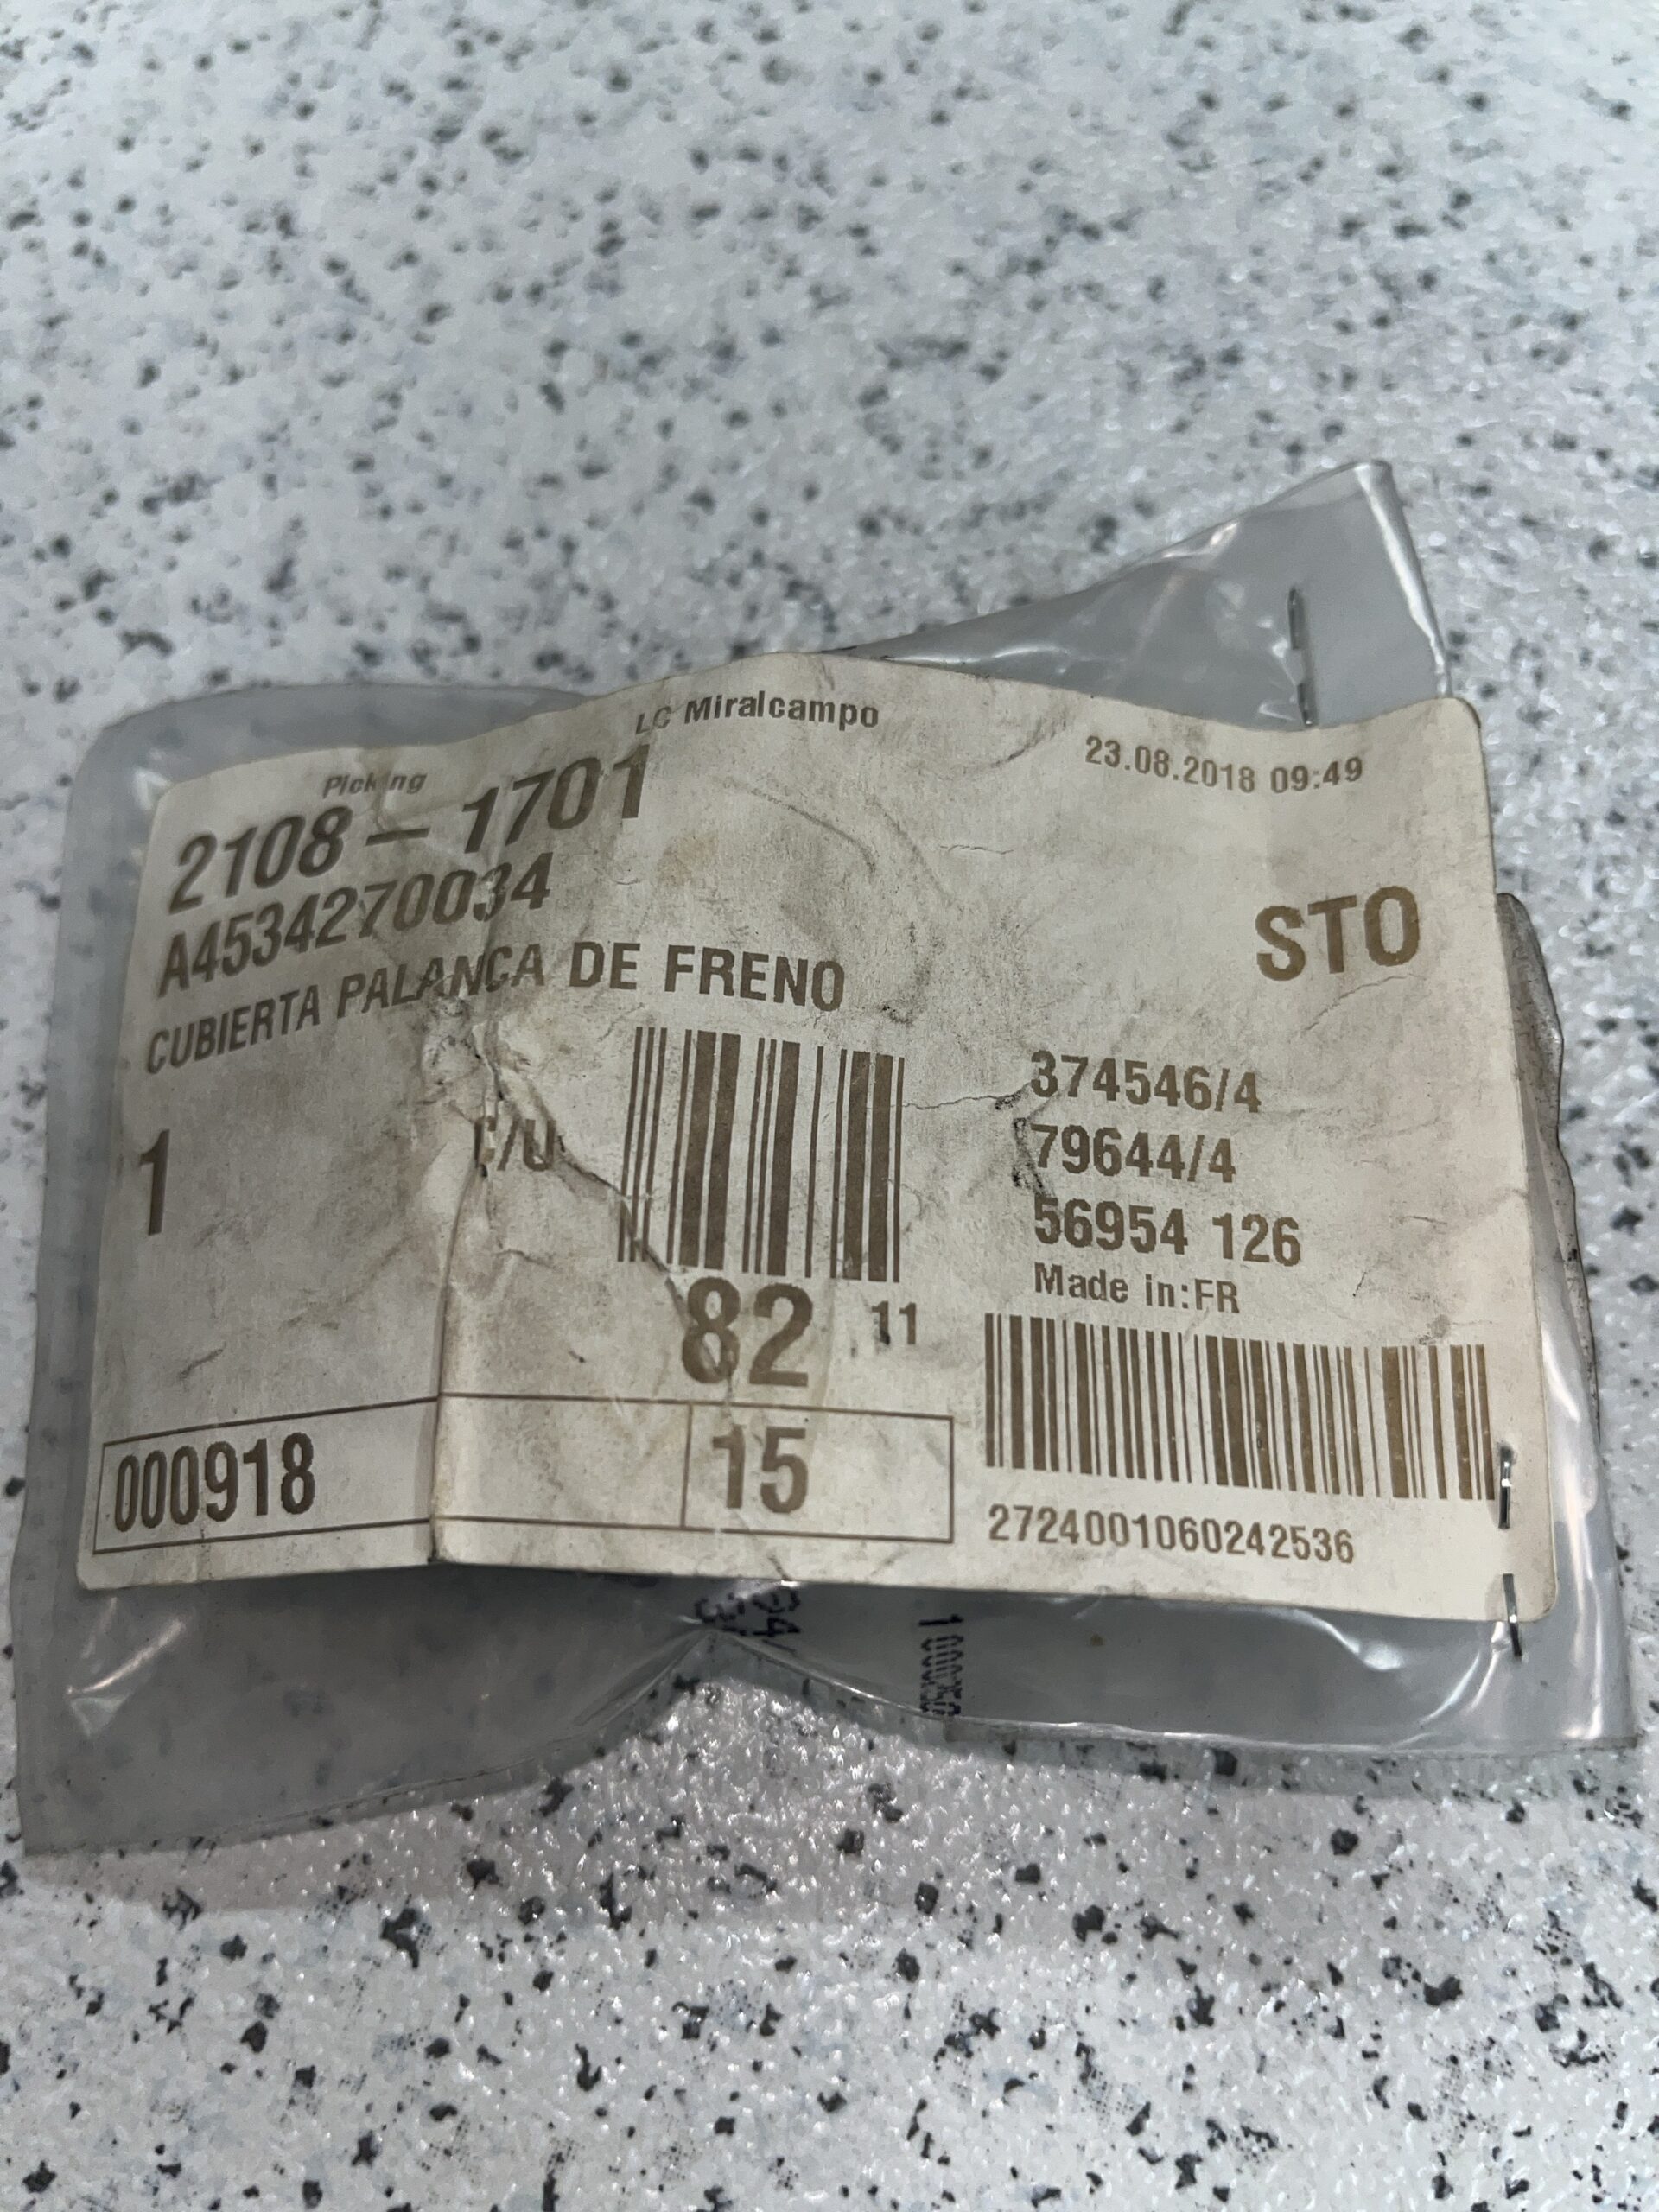 LC Miralcampo
23.08.2018 09:49
Picking
2108 – 1701
A4534270034
STO
CUBIERTA PALANCA DE FRENO
374546/4
79644/4
56954 126
Made in:FR
1
C/U
82 11
000918 15
2724001060242536